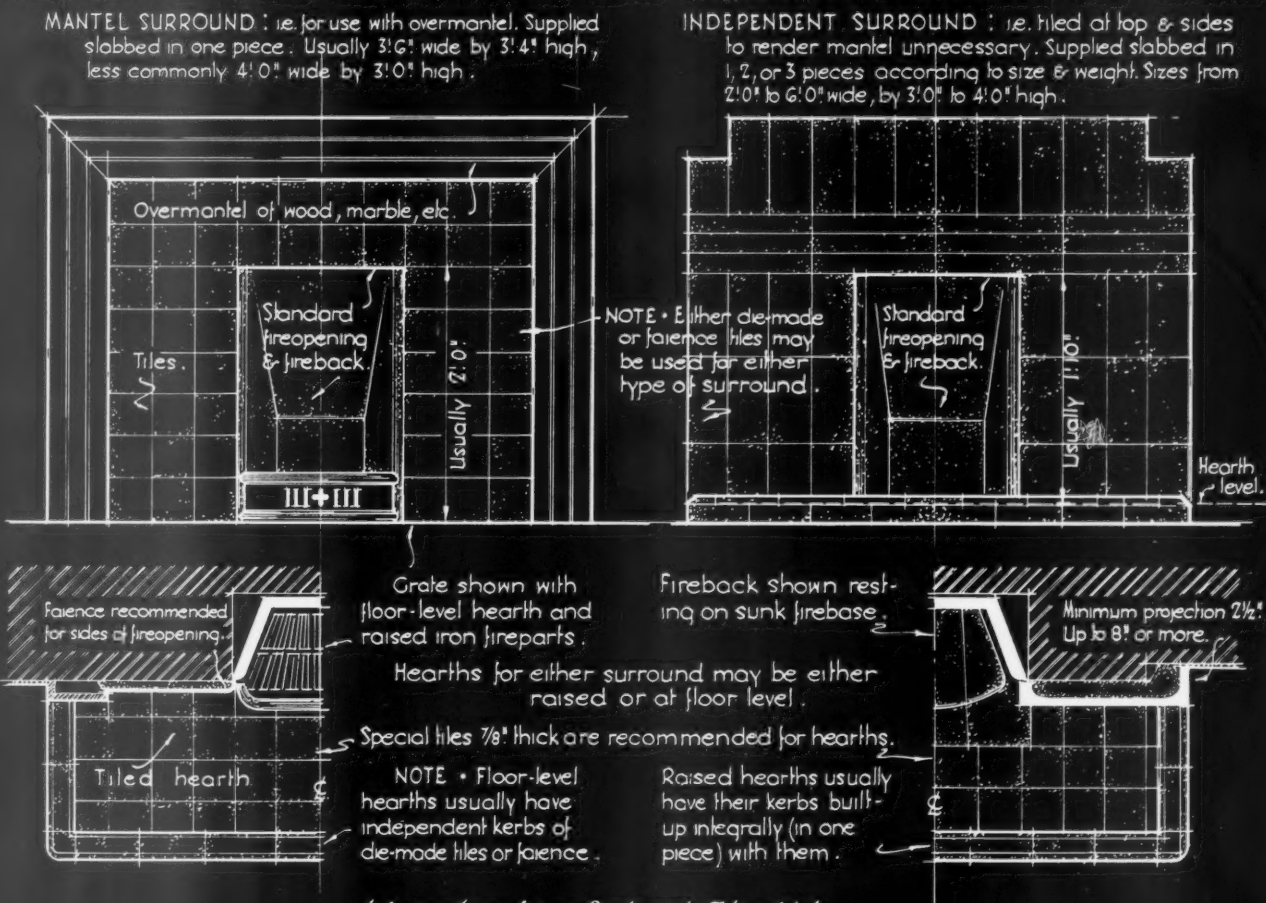 MANTEL SURROUND : i.e. for use with overmantel. Supplied
slabbed in one piece. Usually 3'.6" wide by 3'.4" high,
less commonly 4'.0" wide by 3'.0" high.
INDEPENDENT SURROUND : i.e. tiled at top & sides
to render mantel unnecessary. Supplied slabbed in
1, 2, or 3 pieces according to size & weight. Sizes from
2'.0" to 6'.0" wide, by 3'.0" to 4'.0" high.
Overmantel of wood, marble, etc.
Standard
fireopening
& fireback.
Tiles.
Usually 2'.0"
NOTE • Either die-made
or faience tiles may
be used for either
type of surround.
Standard
fireopening
& fireback.
Usually 1'.10"
Hearth
level.
Faience recommended
for sides of fireopening.
Grate shown with
floor-level hearth and
raised iron fireparts.
Fireback shown rest-
ing on sunk firebase.
Minimum projection 2½".
Up to 8" or more.
Hearths for either surround may be either
raised or at floor level.
Special tiles 7/8" thick are recommended for hearths.
Tiled hearth
℄
NOTE • Floor-level
hearths usually have
independent kerbs of
die-made tiles or faience.
Raised hearths usually
have their kerbs built-
up integrally (in one
piece) with them.
℄